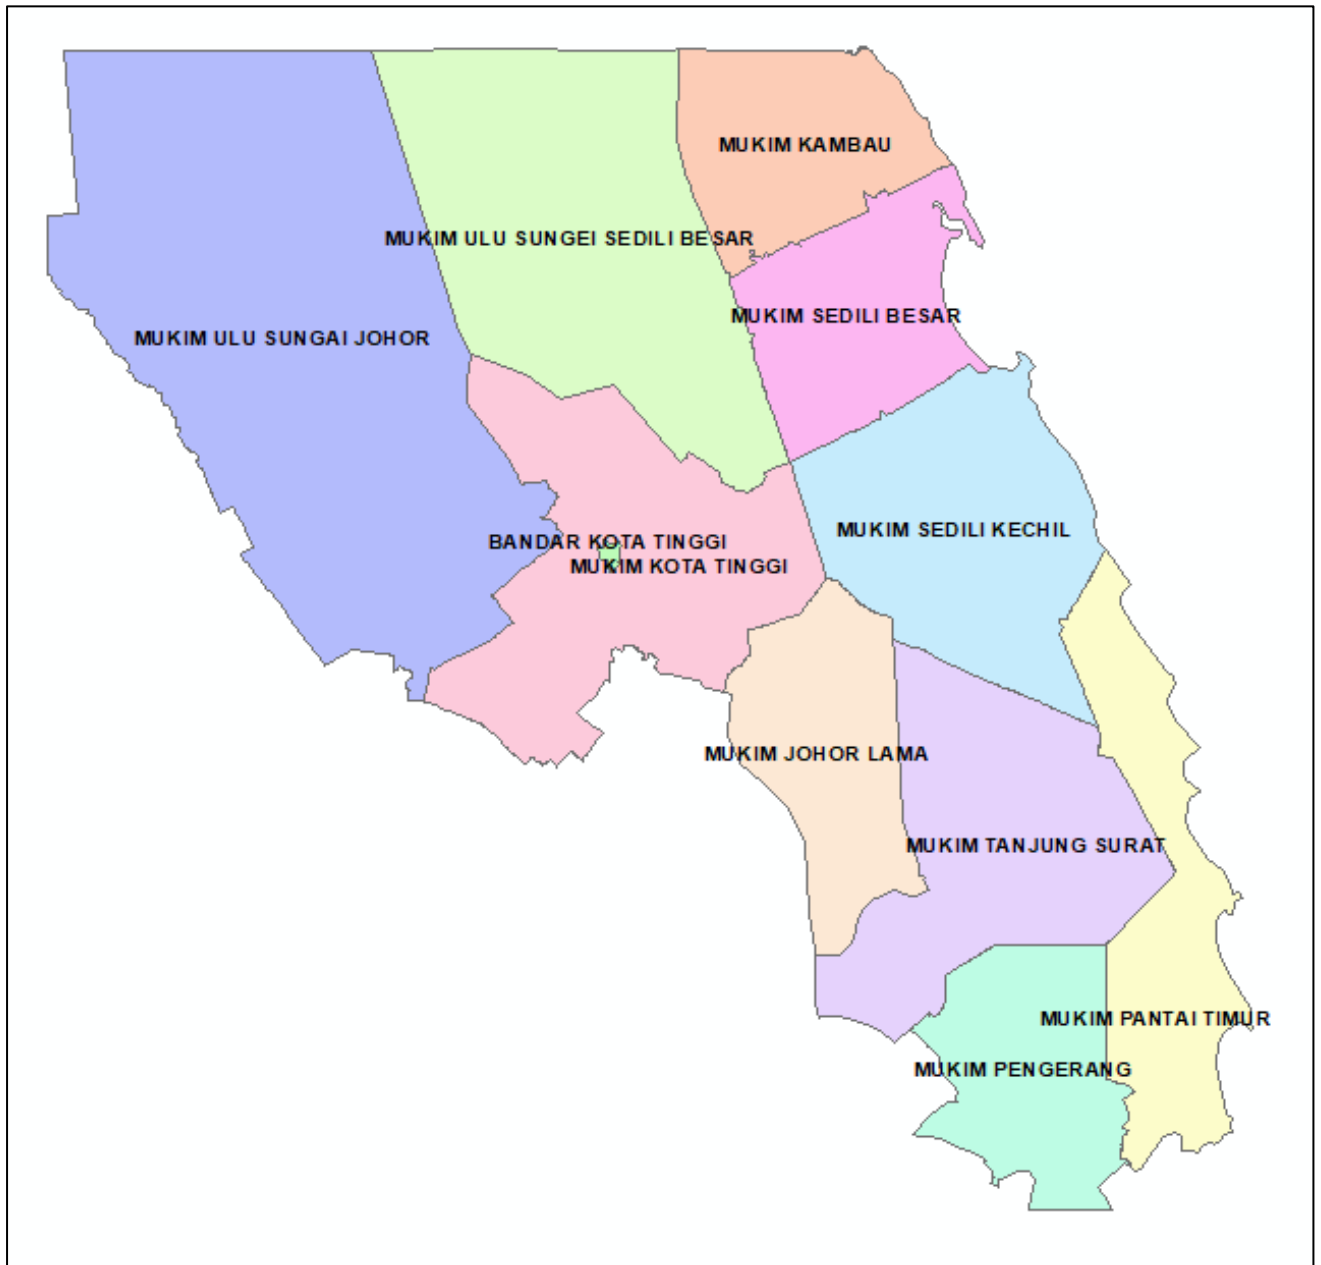 MUKIM KAMBAU
MUKIM ULU SUNGEI SEDILI BESAR
MUKIM SEDILI BESAR
MUKIM ULU SUNGAI JOHOR
MUKIM SEDILI KECHIL
BANDAR KOTA TINGGI
MUKIM KOTA TINGGI
MUKIM JOHOR LAMA
MUKIM TANJUNG SURAT
MUKIM PANTAI TIMUR
MUKIM PENGERANG